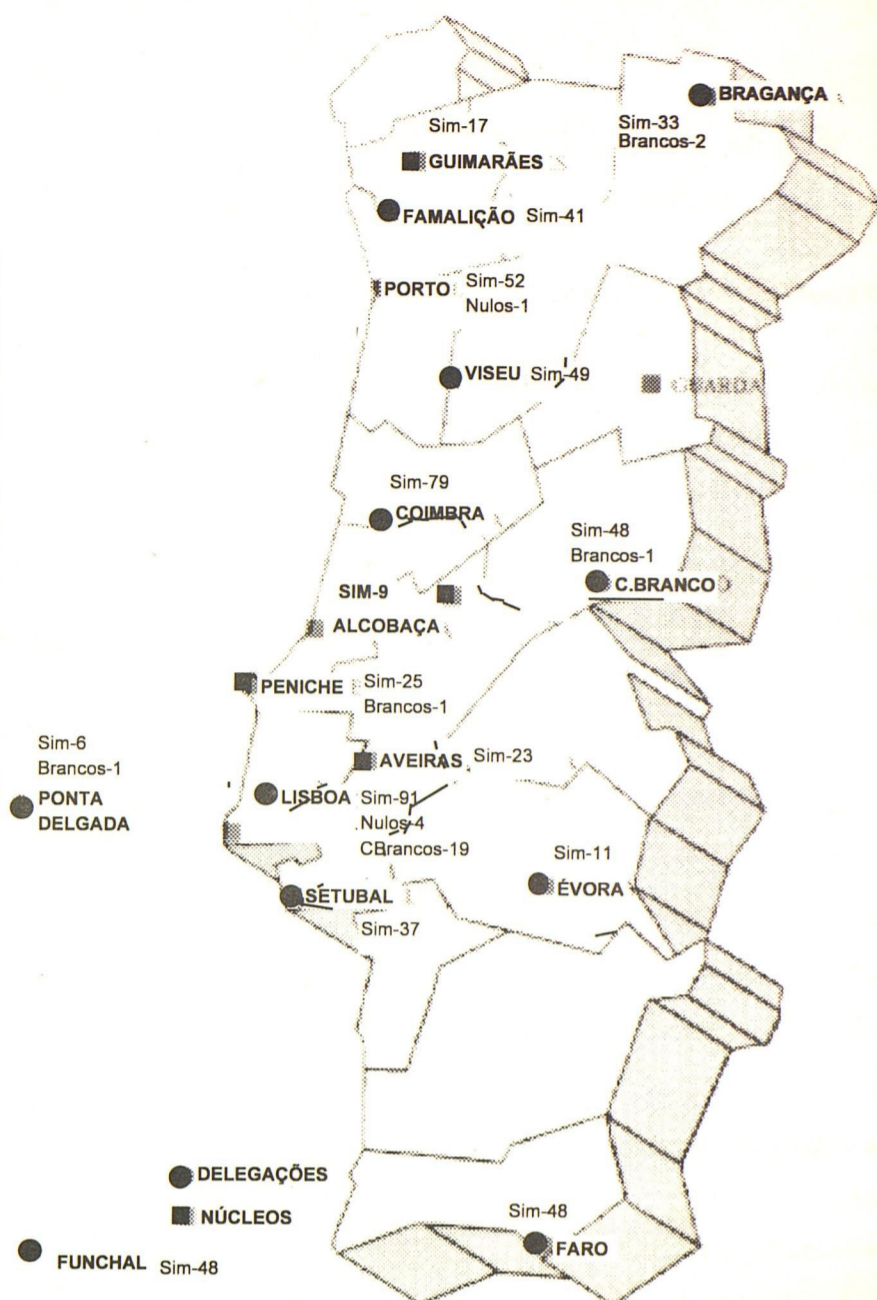 BRAGANÇA
Sim-33
Brancos-2
Sim-17
GUIMARÃES
FAMALIÇÃO Sim-41
PORTO
Sim-52
Nulos-1
VISEU Sim-49
GUARDA
Sim-79
COIMBRA
Sim-48
Brancos-1
C.BRANCO
SIM-9
ALCOBAÇA
PENICHE
Sim-25
Brancos-1
AVEIRAS Sim-23
Sim-6
Brancos-1
PONTA
DELGADA
LISBOA
Sim-91
Nulos-4
CBrancos-19
Sim-11
ÉVORA
SETUBAL
Sim-37
DELEGAÇÕES
NÚCLEOS
Sim-48
FARO
FUNCHAL Sim-48